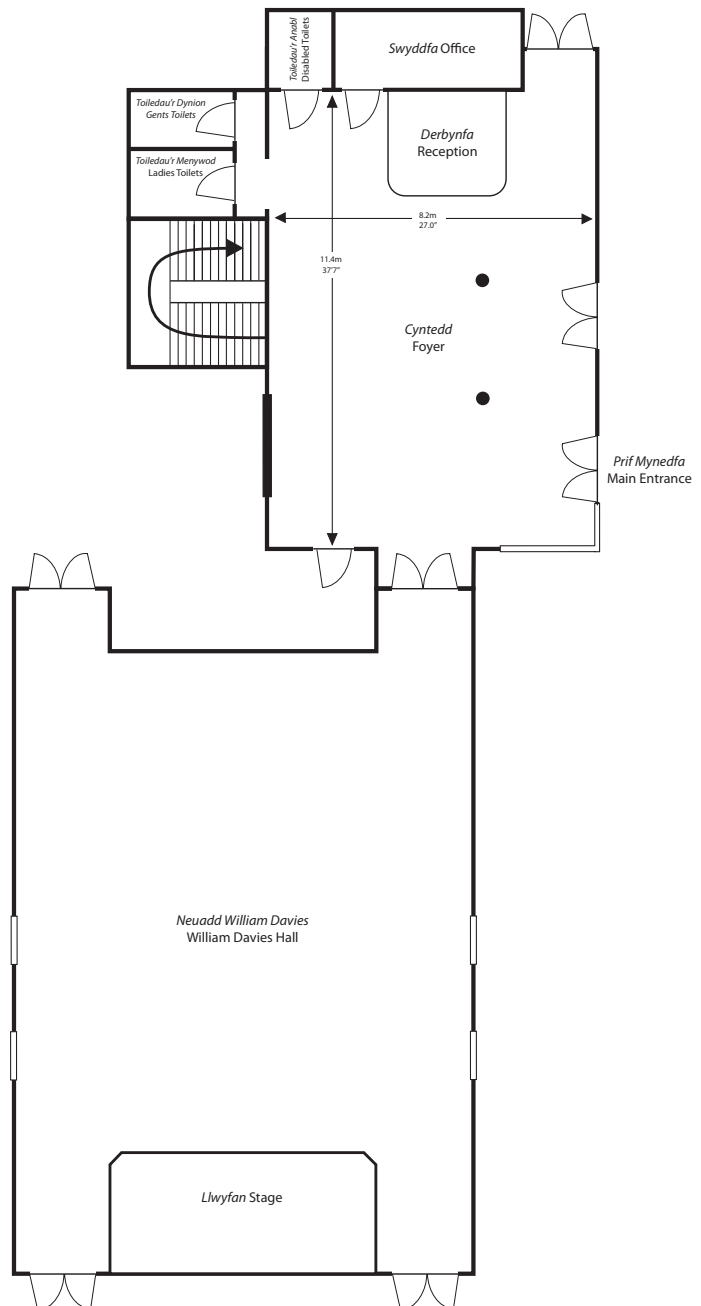 Toiledau'r Anabl
Disabled Toilets
Swyddfa Office
Toiledau'r Dynion
Gents Toilets
Derbynfa
Reception
Toiledau'r Menywod
Ladies Toilets
8.2m
27.0"
11.4m
37'7"
Cyntedd
Foyer
Prif Mynedfa
Main Entrance
Neuadd William Davies
William Davies Hall
Llwyfan Stage